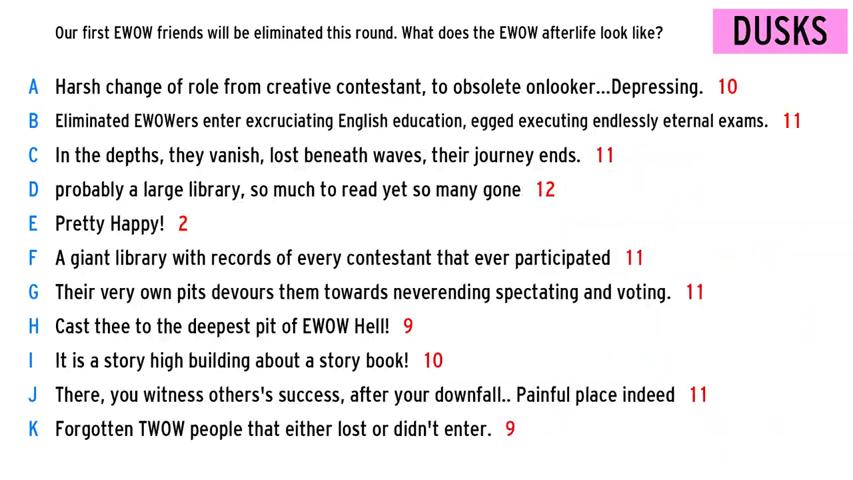 Our first EWOW friends will be eliminated this round. What does the EWOW afterlife look like?
DUSKS
A Harsh change of role from creative contestant, to obsolete onlooker...Depressing. 10
B Eliminated EWOWers enter excruciating English education, egged executing endlessly eternal exams. 11
C In the depths, they vanish, lost beneath waves, their journey ends. 11
D probably a large library, so much to read yet so many gone 12
E Pretty Happy! 2
F A giant library with records of every contestant that ever participated 11
G Their very own pits devours them towards neverending spectating and voting. 11
H Cast thee to the deepest pit of EWOW Hell! 9
I It is a story high building about a story book! 10
J There, you witness others's success, after your downfall.. Painful place indeed 11
K Forgotten TWOW people that either lost or didn't enter. 9